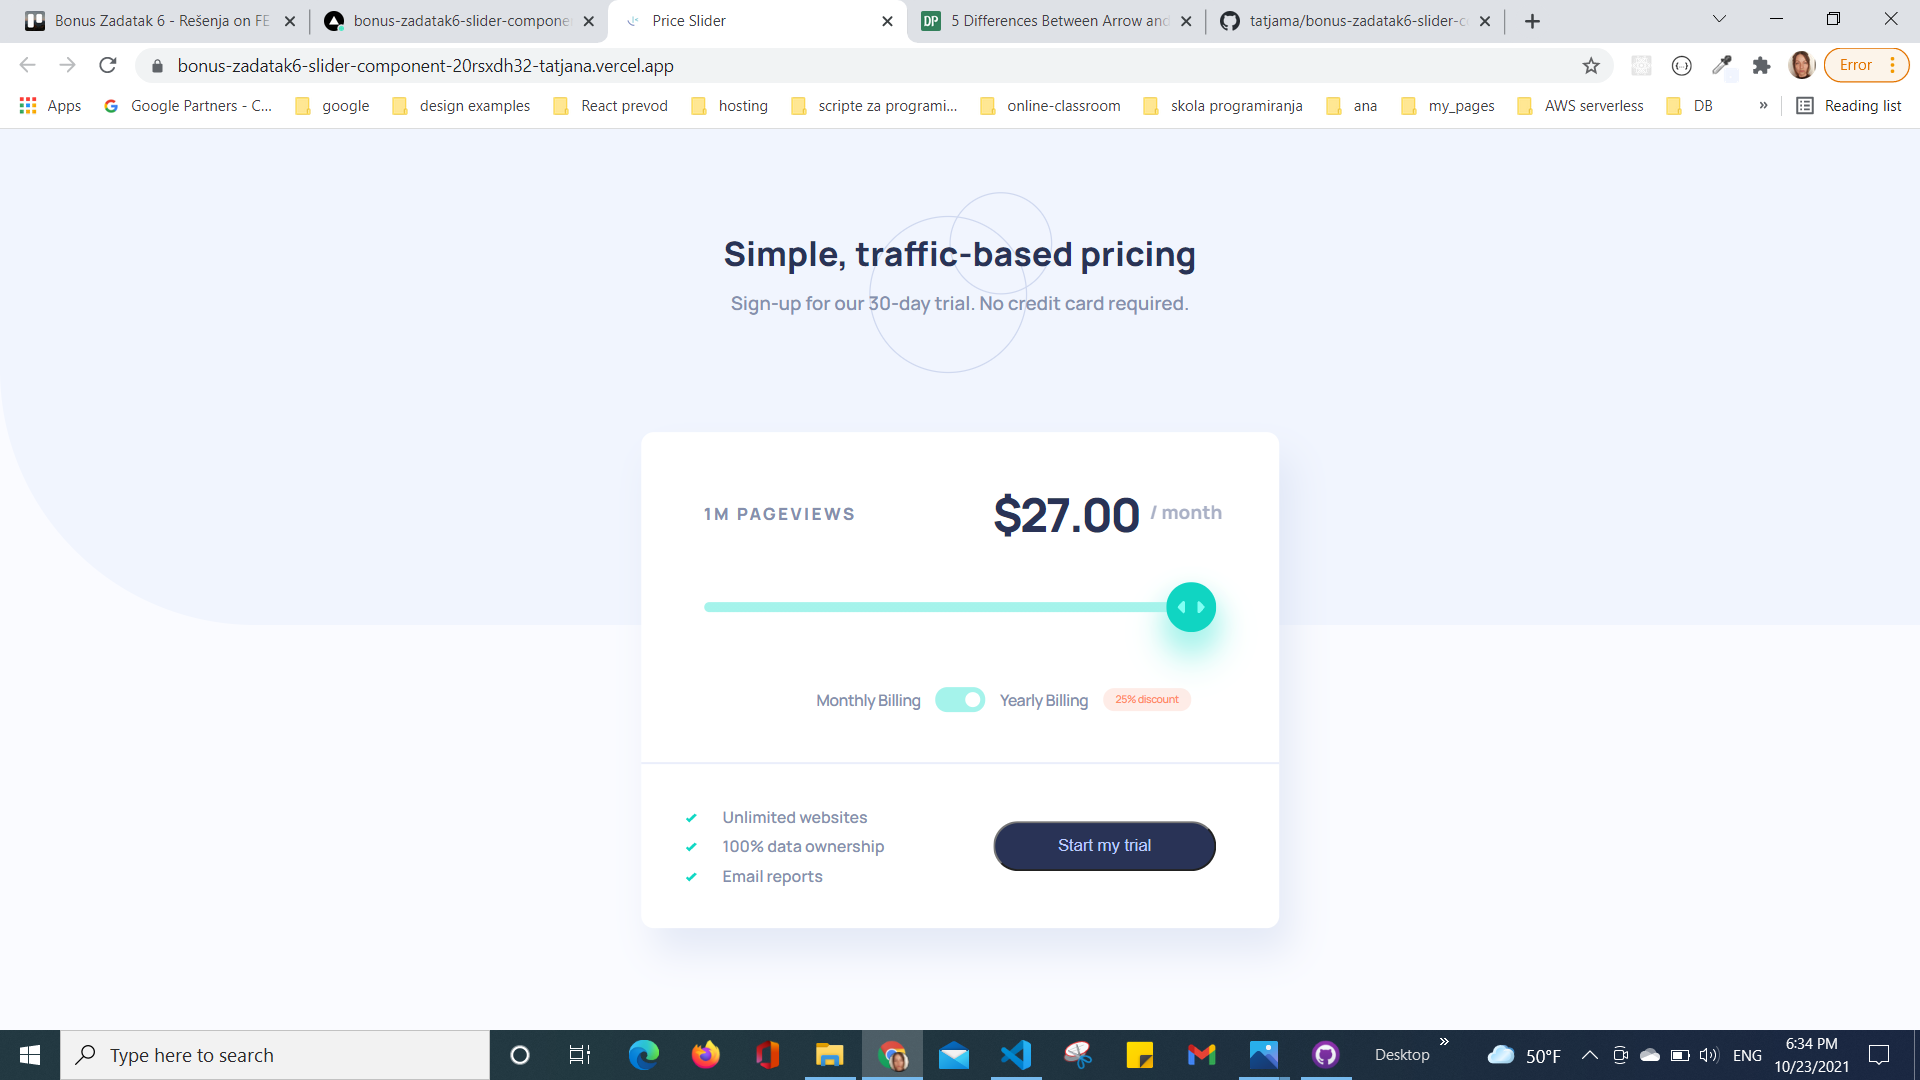 Bonus Zadatak 6 - Rešenja on FE
bonus-zadatak6-slider-compone
Price Slider
DP
5 Differences Between Arrow and
tatjama/bonus-zadatak6-slider-c
bonus-zadatak6-slider-component-20rsxdh32-tatjana.vercel.app
Error
Apps
Google Partners - C...
google
design examples
React prevod
hosting
scripte za programi...
online-classroom
skola programiranja
ana
my_pages
AWS serverless
DB
»
Reading list
Simple, traffic-based pricing
Sign-up for our 30-day trial. No credit card required.
1M PAGEVIEWS
$27.00 / month
Monthly Billing
Yearly Billing
25% discount
Unlimited websites
100% data ownership
Email reports
Start my trial
Type here to search
Desktop
»
50°F
ENG
6:34 PM
10/23/2021